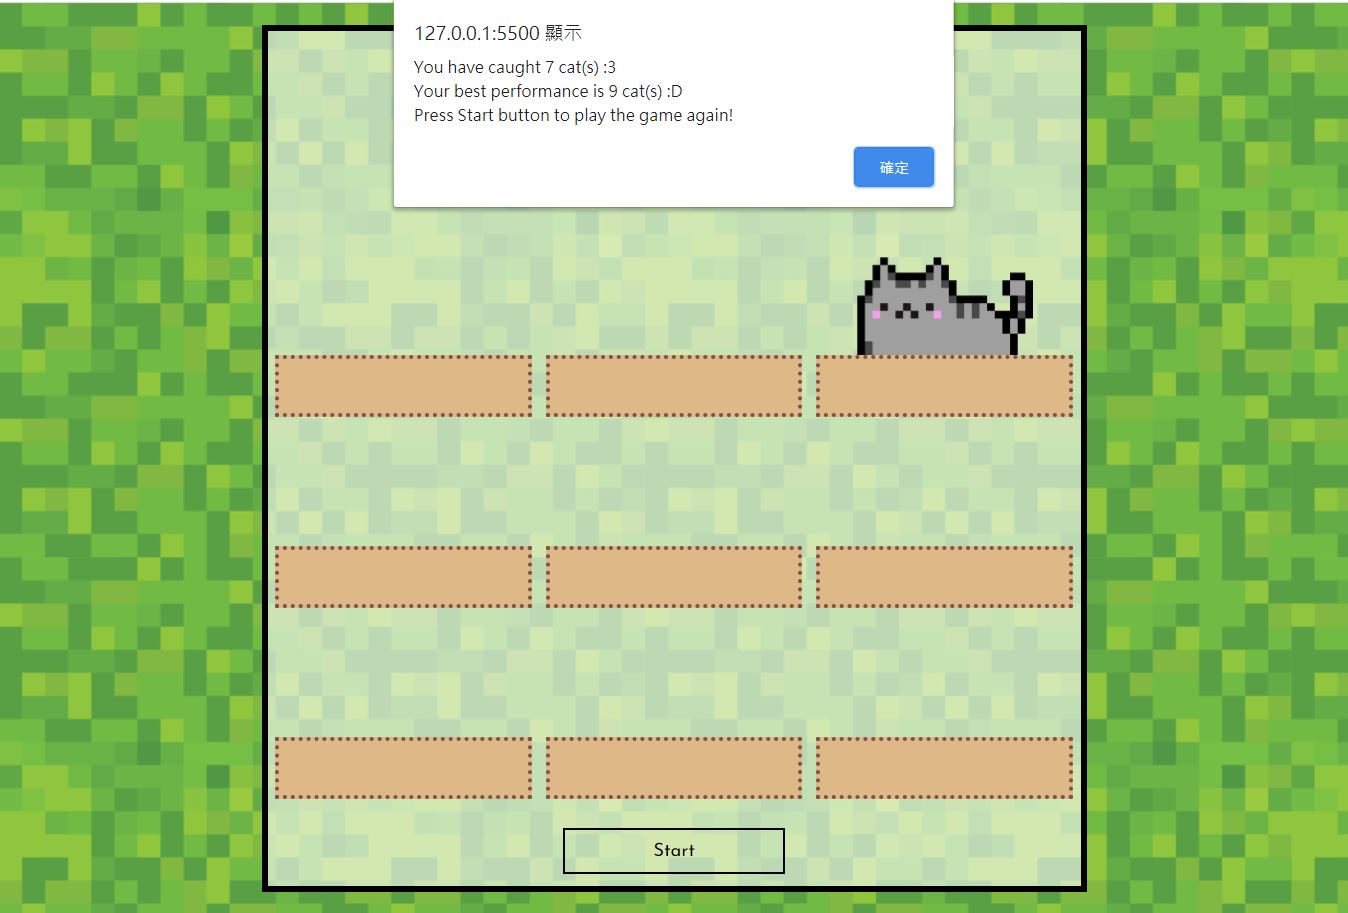 127.0.0.1:5500 顯示
You have caught 7 cat(s) :3
Your best performance is 9 cat(s) :D
Press Start button to play the game again!
確定
Start